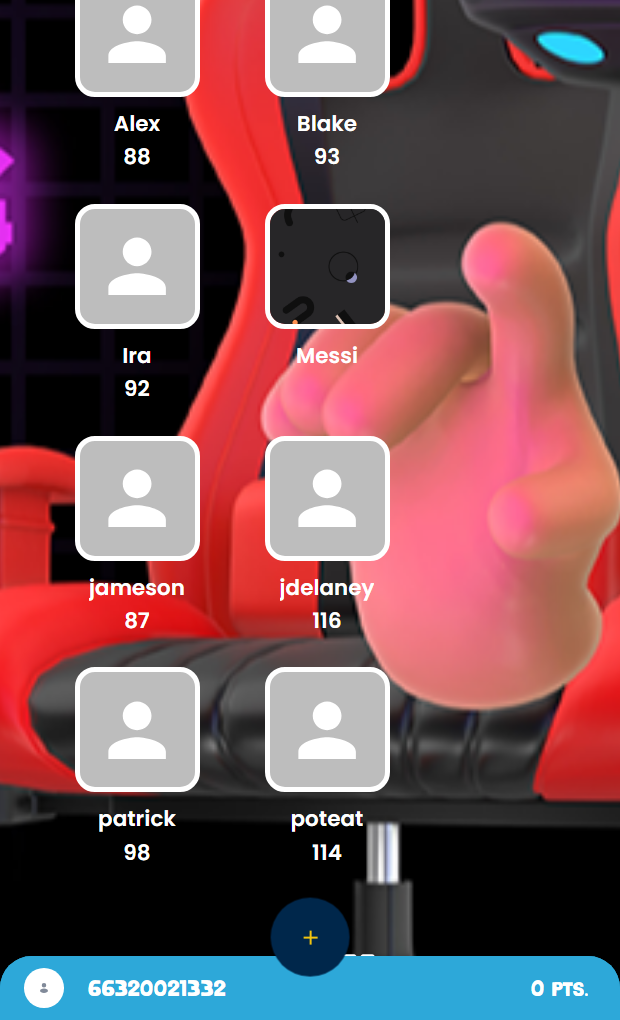 Alex Blake
88 93
Ira Messi
92
jameson jdelaney
87 116
patrick poteat
98 114
+
66320021332 0 PTS.